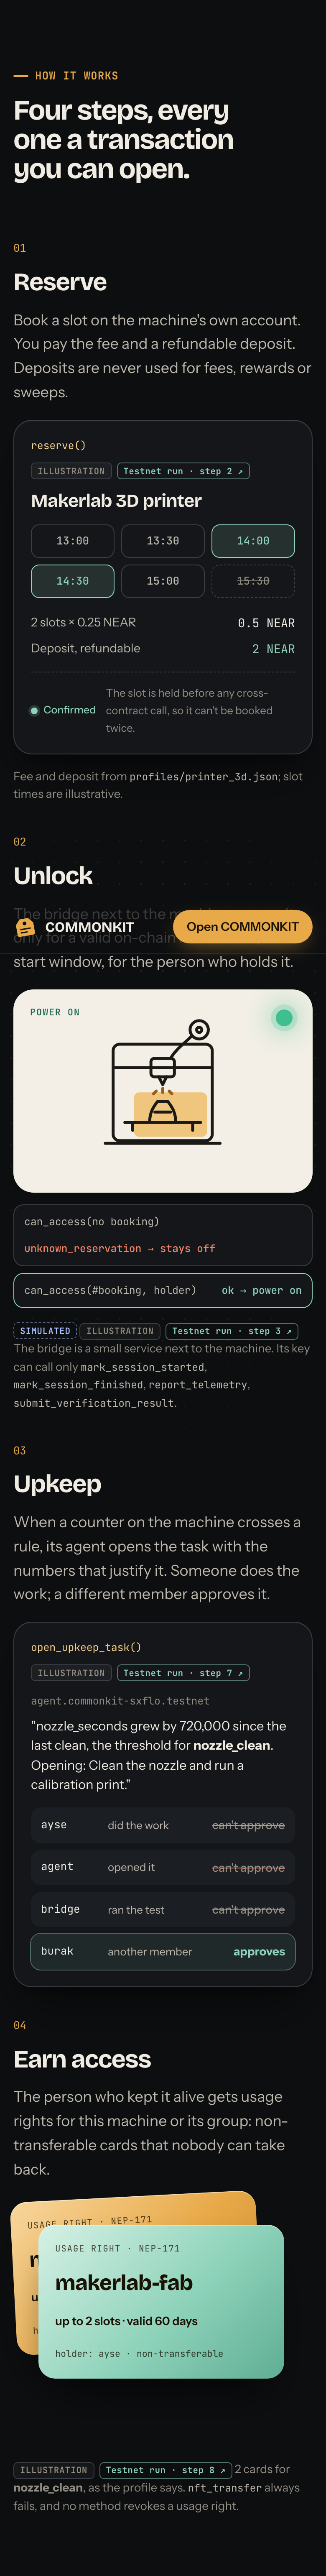 HOW IT WORKS
Four steps, every
one a transaction
you can open.
01
Reserve
Book a slot on the machine's own account.
You pay the fee and a refundable deposit.
Deposits are never used for fees, rewards or
sweeps.
reserve()
ILLUSTRATION Testnet run · step 2 ↗
Makerlab 3D printer
13:00 13:30 14:00
14:30 15:00 15:30
2 slots × 0.25 NEAR 0.5 NEAR
Deposit, refundable 2 NEAR
Confirmed
The slot is held before any cross-
contract call, so it can't be booked
twice.
Fee and deposit from profiles/printer_3d.json; slot
times are illustrative.
02
Unlock
The bridge next to the
COMMONKIT Open COMMONKIT
only for a valid on-chain
start window, for the person who holds it.
POWER ON
can_access(no booking)
unknown_reservation → stays off
can_access(#booking, holder) ok → power on
SIMULATED ILLUSTRATION Testnet run · step 3 ↗
The bridge is a small service next to the machine. Its key
can call only mark_session_started,
mark_session_finished, report_telemetry,
submit_verification_result.
03
Upkeep
When a counter on the machine crosses a
rule, its agent opens the task with the
numbers that justify it. Someone does the
work; a different member approves it.
open_upkeep_task()
ILLUSTRATION Testnet run · step 7 ↗
agent.commonkit-sxflo.testnet
"nozzle_seconds grew by 720,000 since the
last clean, the threshold for nozzle_clean.
Opening: Clean the nozzle and run a
calibration print."
ayse did the work can't approve
agent opened it can't approve
bridge ran the test can't approve
burak another member approves
04
Earn access
The person who kept it alive gets usage
rights for this machine or its group: non-
transferable cards that nobody can take
back.
USAGE RIGHT · NEP-171
USAGE RIGHT · NEP-171
makerlab-fab
up to 2 slots · valid 60 days
holder: ayse · non-transferable
ILLUSTRATION Testnet run · step 8 ↗ 2 cards for
nozzle_clean, as the profile says. nft_transfer always
fails, and no method revokes a usage right.